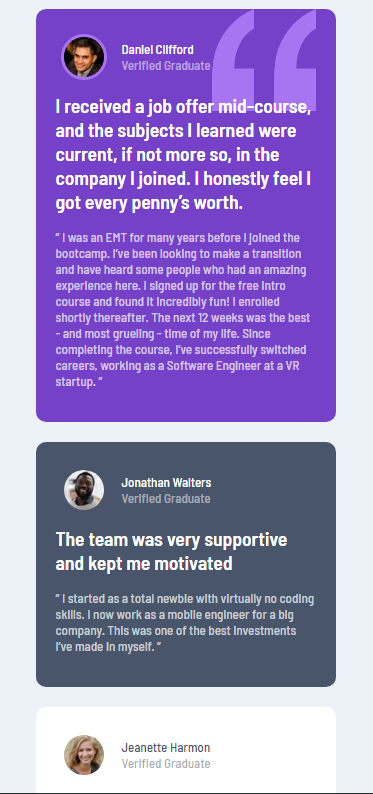 Daniel Clifford
Verified Graduate
I received a job offer mid-course,
and the subjects I learned were
current, if not more so, in the
company I joined. I honestly feel I
got every penny’s worth.
“ I was an EMT for many years before I joined the
bootcamp. I’ve been looking to make a transition
and have heard some people who had an amazing
experience here. I signed up for the free intro
course and found it incredibly fun! I enrolled
shortly thereafter. The next 12 weeks was the best
- and most grueling - time of my life. Since
completing the course, I’ve successfully switched
careers, working as a Software Engineer at a VR
startup. ”
Jonathan Walters
Verified Graduate
The team was very supportive
and kept me motivated
“ I started as a total newbie with virtually no coding
skills. I now work as a mobile engineer for a big
company. This was one of the best investments
I’ve made in myself. ”
Jeanette Harmon
Verified Graduate